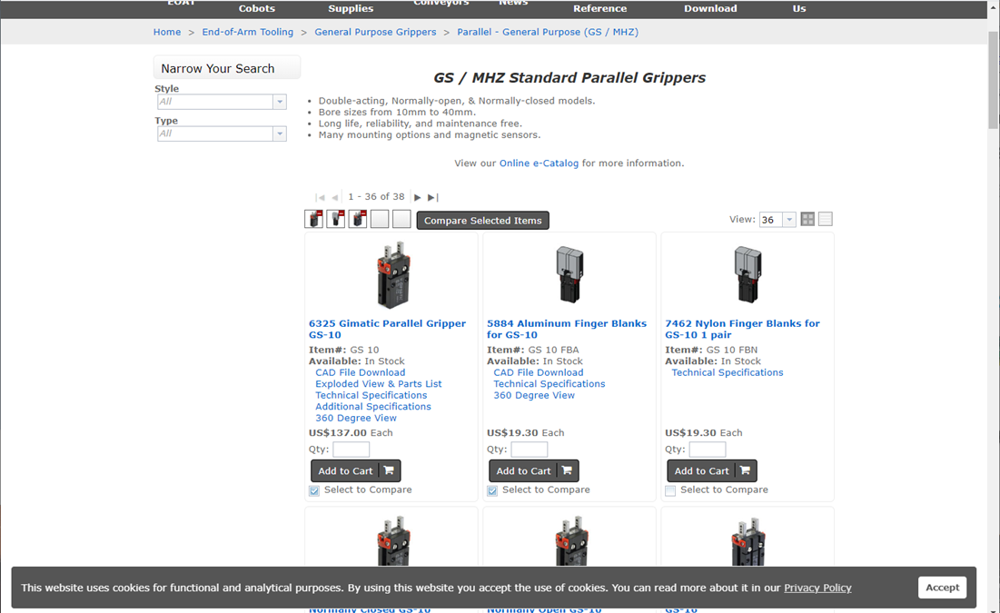 EOAT
Cobots
Supplies
Conveyors
News
Reference
Download
Us
Home > End-of-Arm Tooling > General Purpose Grippers > Parallel - General Purpose (GS / MHZ)
Narrow Your Search
Style
All
Type
All
GS / MHZ Standard Parallel Grippers
• Double-acting, Normally-open, & Normally-closed models.
• Bore sizes from 10mm to 40mm.
• Long life, reliability, and maintenance free.
• Many mounting options and magnetic sensors.
View our Online e-Catalog for more information.
1 - 36 of 38
Compare Selected Items
View: 36
6325 Gimatic Parallel Gripper
GS-10
Item#: GS 10
Available: In Stock
CAD File Download
Exploded View & Parts List
Technical Specifications
Additional Specifications
360 Degree View
US$137.00 Each
Qty:
Add to Cart
Select to Compare
5884 Aluminum Finger Blanks
for GS-10
Item#: GS 10 FBA
Available: In Stock
CAD File Download
Technical Specifications
360 Degree View
US$19.30 Each
Qty:
Add to Cart
Select to Compare
7462 Nylon Finger Blanks for
GS-10 1 pair
Item#: GS 10 FBN
Available: In Stock
Technical Specifications
US$19.30 Each
Qty:
Add to Cart
Select to Compare
This website uses cookies for functional and analytical purposes. By using this website you accept the use of cookies. You can read more about it in our Privacy Policy
Accept
Normally Closed GS-10
Normally Open GS-10
GS-16